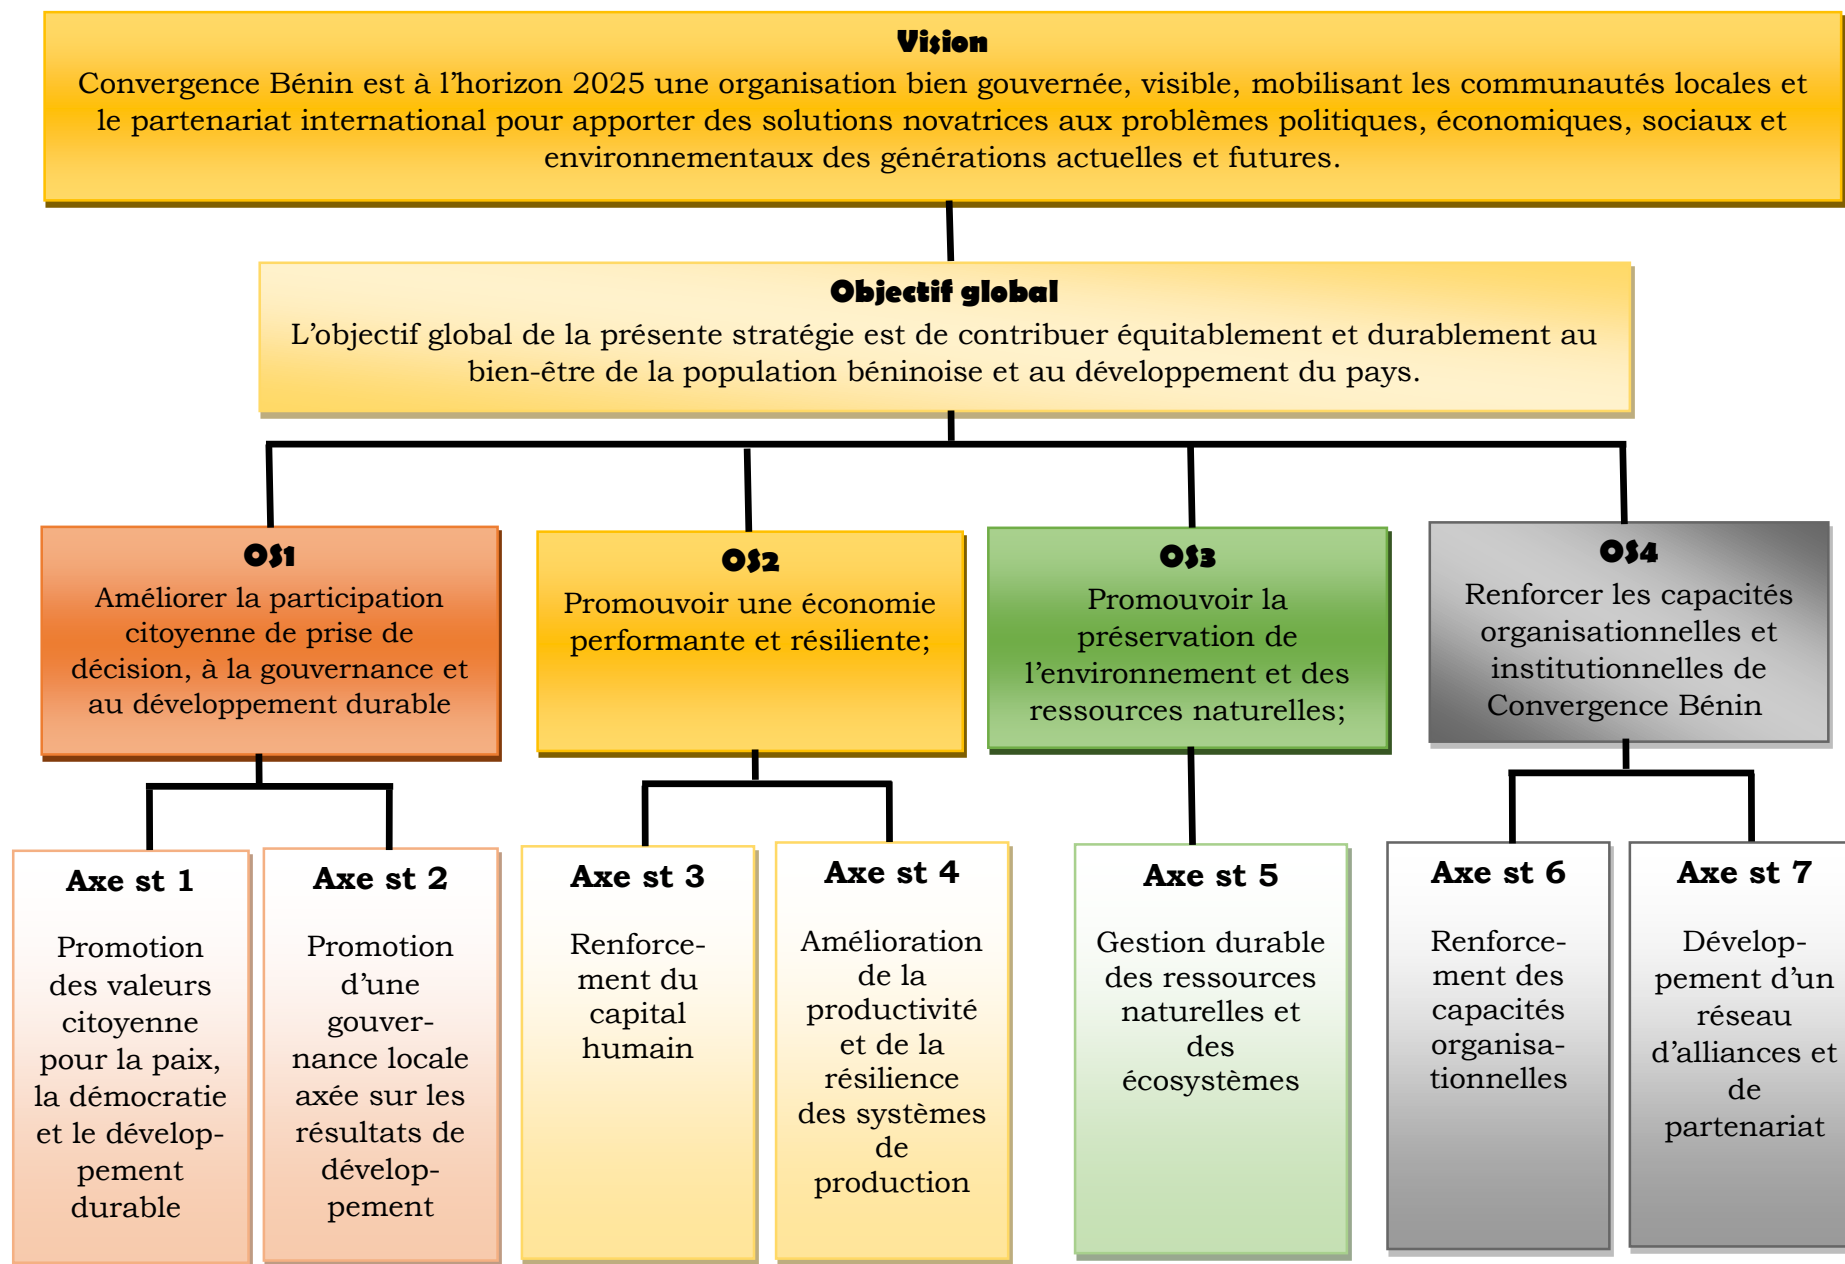 Vision
Convergence Bénin est à l’horizon 2025 une organisation bien gouvernée, visible, mobilisant les communautés locales et
le partenariat international pour apporter des solutions novatrices aux problèmes politiques, économiques, sociaux et
environnementaux des générations actuelles et futures.
Objectif global
L’objectif global de la présente stratégie est de contribuer équitablement et durablement au
bien-être de la population béninoise et au développement du pays.
OS1
Améliorer la participation
citoyenne de prise de
décision, à la gouvernance et
au développement durable
OS2
Promouvoir une économie
performante et résiliente;
OS3
Promouvoir la
préservation de
l’environnement et des
ressources naturelles;
OS4
Renforcer les capacités
organisationnelles et
institutionnelles de
Convergence Bénin
Axe st 1
Promotion
des valeurs
citoyenne
pour la paix,
la démocratie
et le dévelop-
pement
durable
Axe st 2
Promotion
d’une
gouver-
nance locale
axée sur les
résultats de
dévelop-
pement
Axe st 3
Renforce-
ment du
capital
humain
Axe st 4
Amélioration
de la
productivité
et de la
résilience
des systèmes
de
production
Axe st 5
Gestion durable
des ressources
naturelles et
des
écosystèmes
Axe st 6
Renforce-
ment des
capacités
organisa-
tionnelles
Axe st 7
Dévelop-
pement d’un
réseau
d’alliances et
de
partenariat